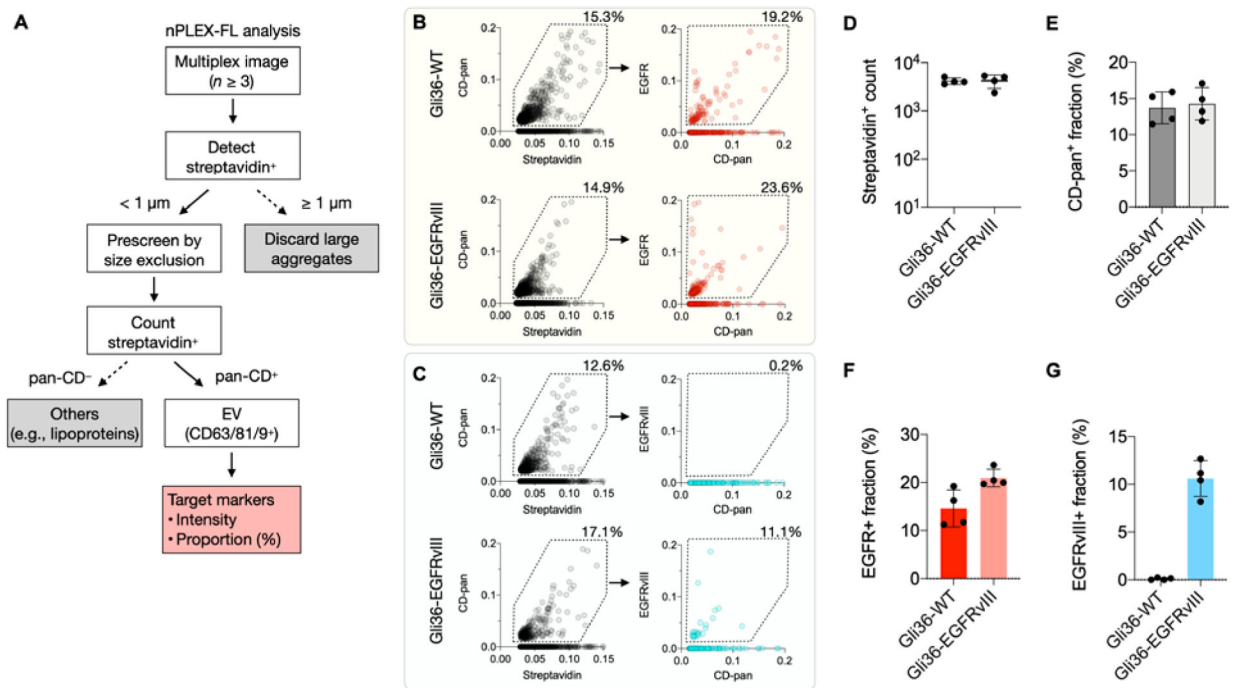 A
nPLEX-FL analysis
Multiplex image
(n ≥ 3)
Detect
streptavidin⁺
< 1 µm
≥ 1 µm
Prescreen by
size exclusion
Discard large
aggregates
Count
streptavidin⁺
pan-CD⁻
pan-CD⁺
Others
(e.g., lipoproteins)
EV
(CD63/81/9⁺)
Target markers
• Intensity
• Proportion (%)
B
Gli36-WT
CD-pan
15.3%
0.2
0.1
0.0
0.00 0.05 0.10 0.15
Streptavidin
EGFR
19.2%
0.2
0.1
0.0
0.0 0.1 0.2
CD-pan
Gli36-EGFRvIII
CD-pan
14.9%
0.2
0.1
0.0
0.00 0.05 0.10 0.15
Streptavidin
EGFR
23.6%
0.2
0.1
0.0
0.0 0.1 0.2
CD-pan
C
Gli36-WT
CD-pan
12.6%
0.2
0.1
0.0
0.00 0.05 0.10 0.15
Streptavidin
EGFRvIII
0.2%
0.2
0.1
0.0
0.0 0.1 0.2
CD-pan
Gli36-EGFRvIII
CD-pan
17.1%
0.2
0.1
0.0
0.00 0.05 0.10 0.15
Streptavidin
EGFRvIII
11.1%
0.2
0.1
0.0
0.0 0.1 0.2
CD-pan
D
Streptavidin⁺ count
10⁴
10³
10²
10¹
Gli36-WT
Gli36-EGFRvIII
E
CD-pan⁺ fraction (%)
20
15
10
5
0
Gli36-WT
Gli36-EGFRvIII
F
EGFR+ fraction (%)
30
20
10
0
Gli36-WT
Gli36-EGFRvIII
G
EGFRvIII+ fraction (%)
15
10
5
0
Gli36-WT
Gli36-EGFRvIII